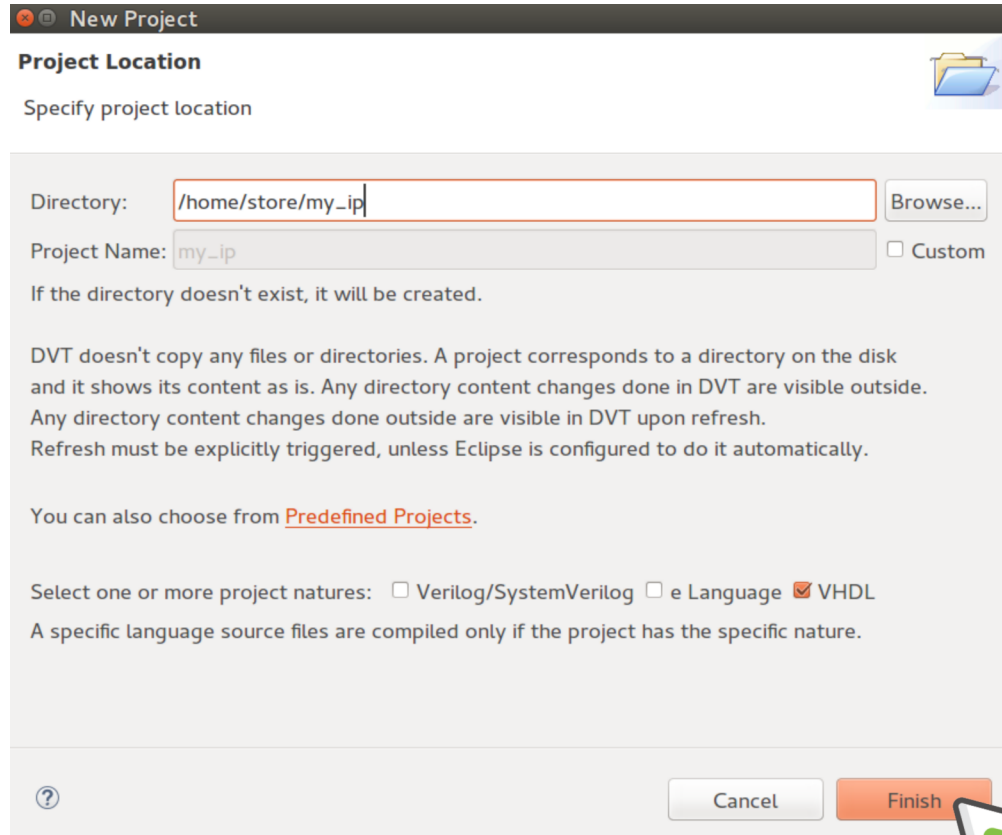 New Project
Project Location
Specify project location
Directory: /home/store/my_ip Browse...
Project Name: my_ip Custom
If the directory doesn't exist, it will be created.
DVT doesn't copy any files or directories. A project corresponds to a directory on the disk
and it shows its content as is. Any directory content changes done in DVT are visible outside.
Any directory content changes done outside are visible in DVT upon refresh.
Refresh must be explicitly triggered, unless Eclipse is configured to do it automatically.
You can also choose from Predefined Projects.
Select one or more project natures: Verilog/SystemVerilog e Language VHDL
A specific language source files are compiled only if the project has the specific nature.
? Cancel Finish